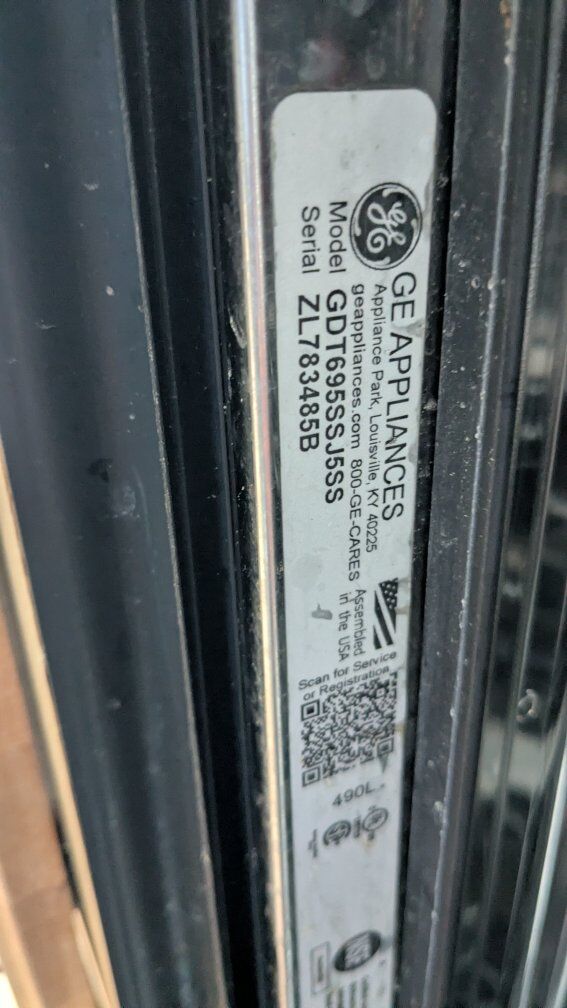 GE APPLIANCES
Appliance Park, Louisville, KY 40225
geappliances.com 800-GE-CARES
Model GDT695SSJ5SS
Serial ZL783485B
Assembled
in the USA
Scan for Service
or Registration
490L